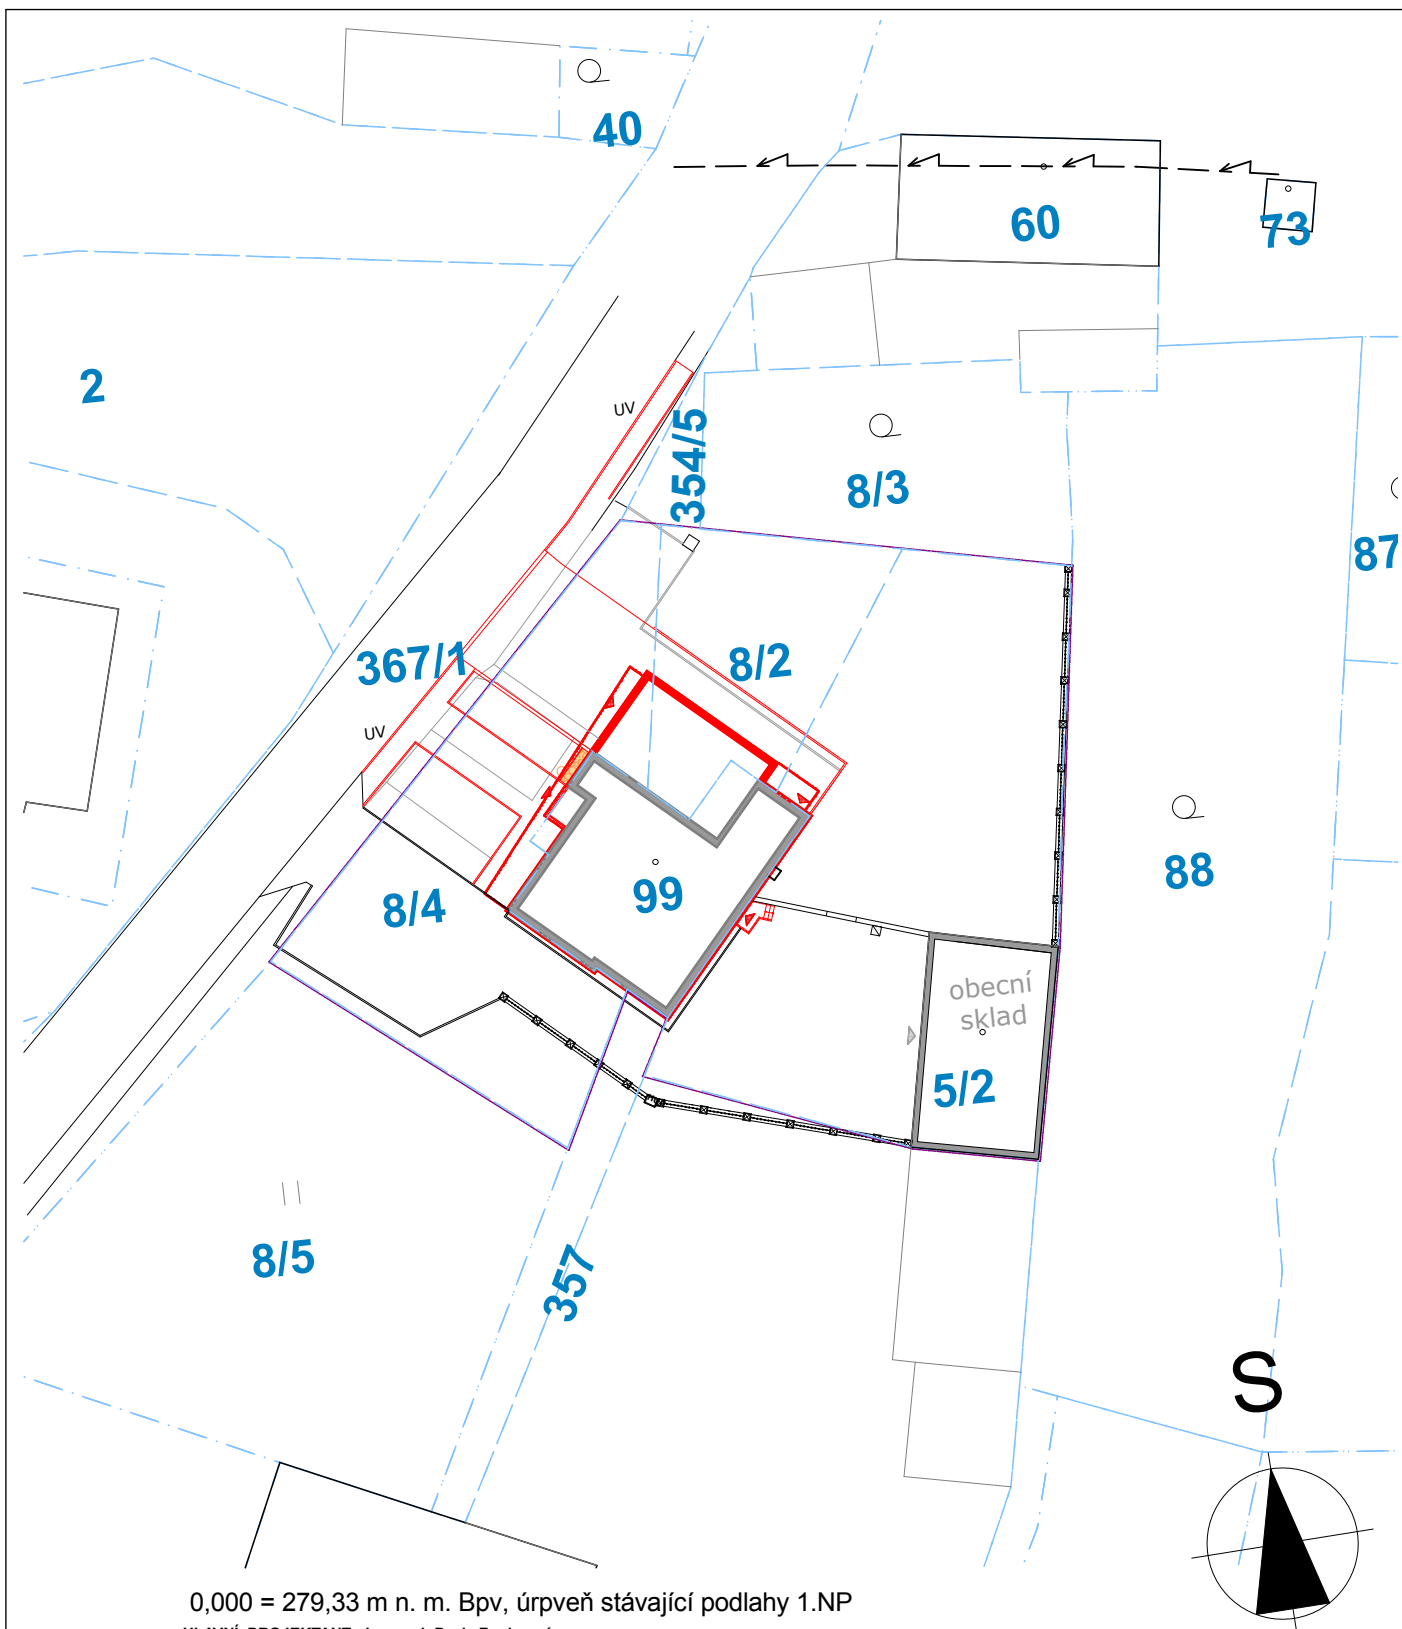 40
60
73
2
UV
354/5
8/3
87
367/1
8/2
UV
88
99
8/4
obecní
sklad
5/2
8/5
357
S
0,000 = 279,33 m n. m. Bpv, úrpveň stávající podlahy 1.NP